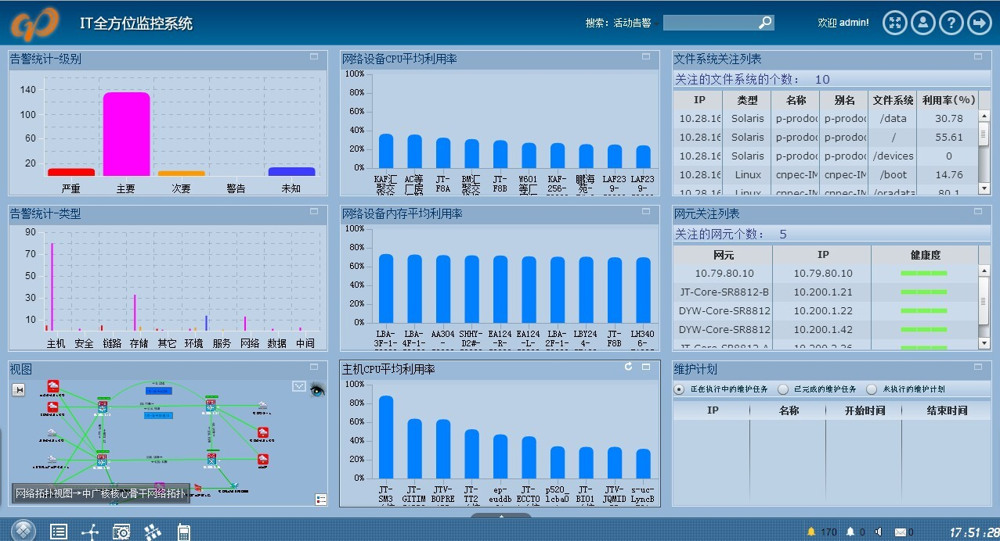 IT全方位监控系统
搜索：活动告警
欢迎 admin!
告警统计-级别
140
100
60
20
严重 主要 次要 警告 未知
网络设备CPU平均利用率
100%
80%
60%
40%
20%
0%
KAF汇 AC等 JT- BM汇 JT- W601 KAF- 鹏海 LAF23 LAF23
聚交 厂房 F8A 聚交 F8B 等厂 256- 苑- 9- 9-
文件系统关注列表
关注的文件系统的个数： 10
IP 类型 名称 别名 文件系统 利用率(%)
10.28.16 Solaris p-prodoc p-prodoc /data 30.78
10.28.16 Solaris p-prodoc p-prodoc / 55.61
10.28.16 Solaris p-prodoc p-prodoc /devices 0
10.28.16 Linux cnpec-IM cnpec-IM /boot 14.76
10.28.16 Linux cnpec-IM cnpec-IM /oradata 80.1
告警统计-类型
90
70
50
30
10
主机 安全 链路 存储 其它 环境 服务 网络 数据 中间
网络设备内存平均利用率
100%
80%
60%
40%
20%
0%
LBA- LBA- AA304 SHHY- EA124 EA124 LBA- LBY24 JT- LH340
3F-1- 4F-1- - D2#- -R- -L- 2F-1- 4- F8B 6-
网元关注列表
关注的网元个数： 5
网元 IP 健康度
10.79.80.10 10.79.80.10
JT-Core-SR8812-B 10.200.1.21
DYW-Core-SR8812 10.200.1.22
DYW-Core-SR8812 10.200.1.42
JT-Core-SR8812-A 10.200.2.26
视图
网络拓扑视图→中广核核心骨干网络拓扑
主机CPU平均利用率
100%
80%
60%
40%
20%
0%
JT- JT- JTV- JT- ep- JT- p520_ JT- JTV- s-uc-
SM3 GITIM BOPRE TT2 euddb ECCTO lcba0 BIO1 JQMID LyncB
维护计划
正在执行中的维护任务 已完成的维护任务 未执行的维护计划
IP 名称 开始时间 结束时间
170 0 0 17:51:28